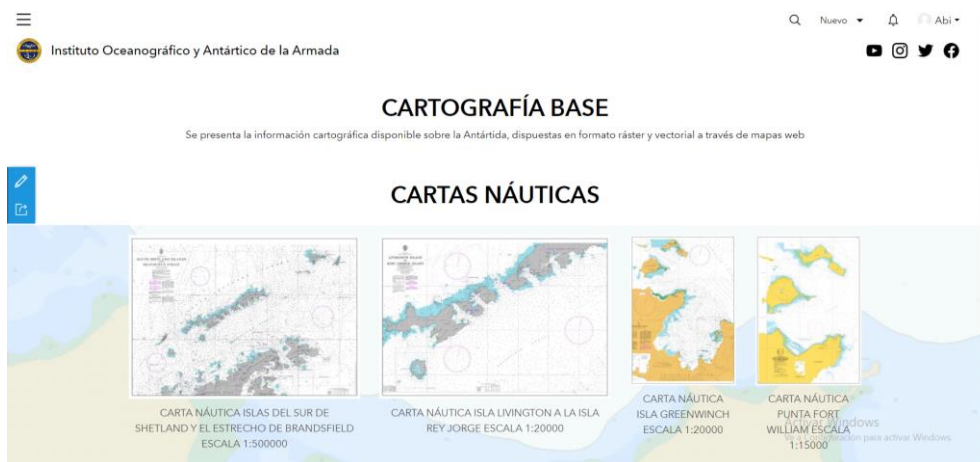 Nuevo
Abi
Instituto Oceanográfico y Antártico de la Armada
CARTOGRAFÍA BASE
Se presenta la información cartográfica disponible sobre la Antártida, dispuestas en formato ráster y vectorial a través de mapas web
CARTAS NÁUTICAS
CARTA NÁUTICA ISLAS DEL SUR DE
SHETLAND Y EL ESTRECHO DE BRANDSFIELD
ESCALA 1:500000
CARTA NÁUTICA ISLA LIVINGTON A LA ISLA
REY JORGE ESCALA 1:20000
CARTA NÁUTICA
ISLA GREENWINCH
ESCALA 1:20000
CARTA NÁUTICA
PUNTA FORT
WILLIAM ESCALA
1:15000
Activar Windows
Ve a Configuración para activar Windows.